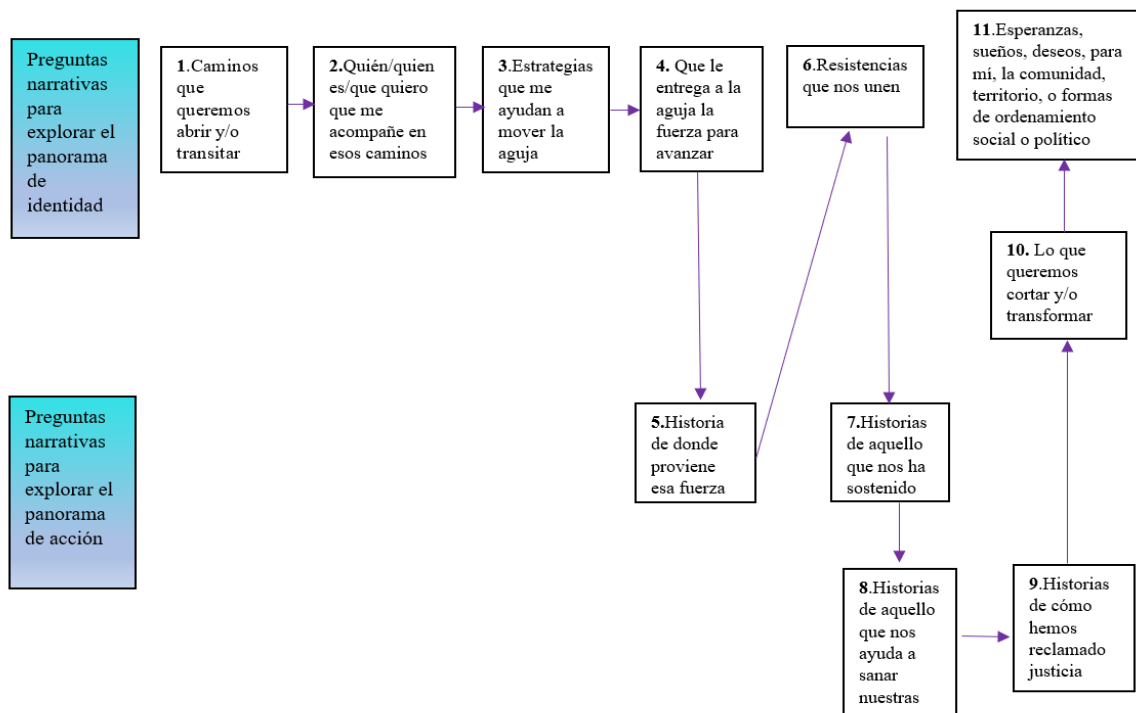 Preguntas
narrativas
para
explorar el
panorama
de
identidad
1.Caminos
que
queremos
abrir y/o
transitar
2.Quién/quien
es/que quiero
que me
acompañe en
esos caminos
3.Estrategias
que me
ayudan a
mover la
aguja
4. Que le
entrega a la
aguja la
fuerza para
avanzar
6.Resistencias
que nos unen
11.Esperanzas,
sueños, deseos, para
mí, la comunidad,
territorio, o formas
de ordenamiento
social o político
10. Lo que
queremos
cortar y/o
transformar
Preguntas
narrativas
para
explorar el
panorama
de acción
5.Historia
de donde
proviene
esa fuerza
7.Historias
de aquello
que nos ha
sostenido
8.Historias
de aquello
que nos
ayuda a
sanar
nuestras
9.Historias
de cómo
hemos
reclamado
justicia